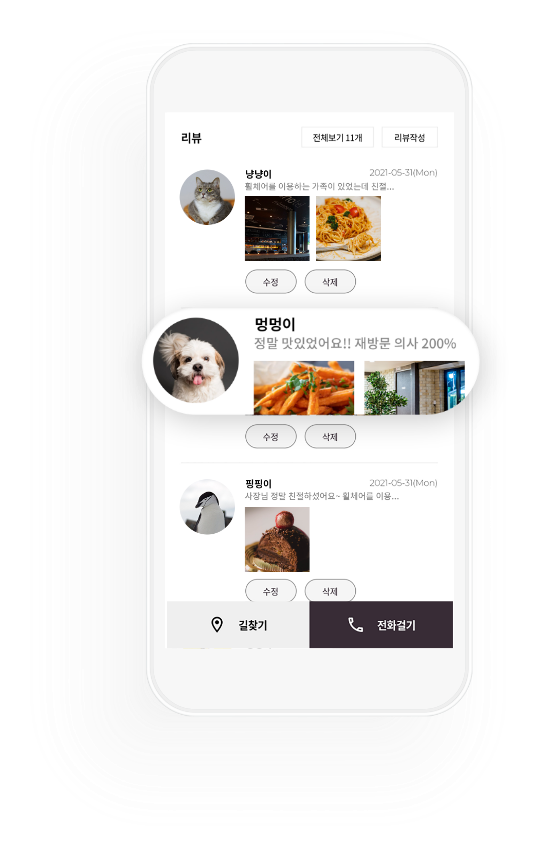 리뷰
전체보기 11개
리뷰작성
냥냥이
2021-05-31(Mon)
휠체어를 이용하는 가족이 있었는데 친절...
수정
삭제
멍멍이
정말 맛있었어요!! 재방문 의사 200%
수정
삭제
핑핑이
2021-05-31(Mon)
사장님 정말 친절하셨어요~ 휠체어를 이용...
수정
삭제
길찾기
전화걸기